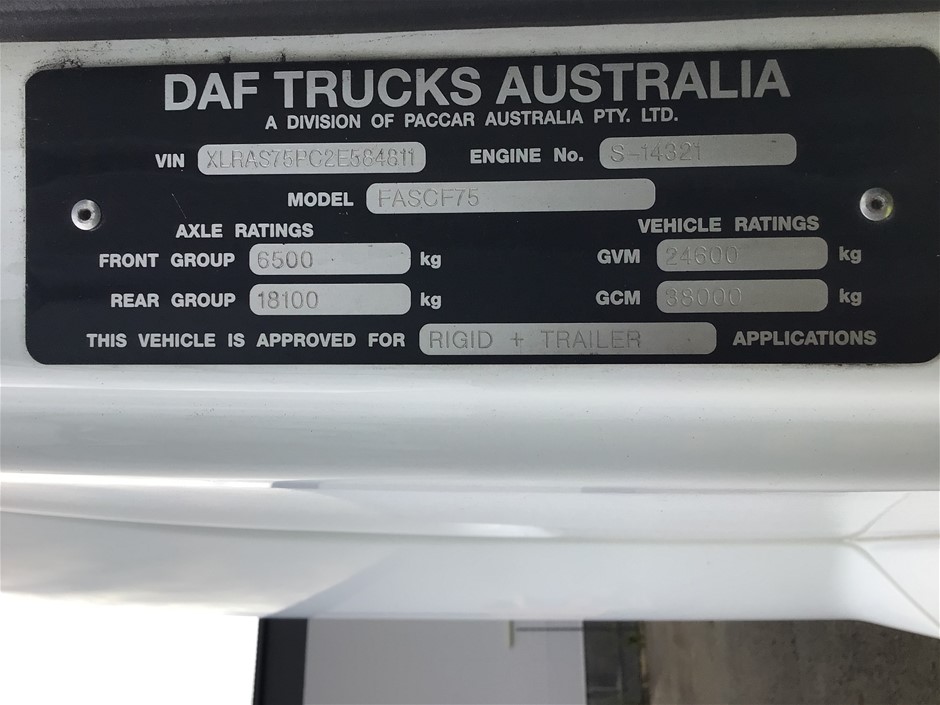 DAF TRUCKS AUSTRALIA
A DIVISION OF PACCAR AUSTRALIA PTY. LTD.
VIN XLRAS75PC2E584811 ENGINE No. S-14321
MODEL FASCF75
AXLE RATINGS VEHICLE RATINGS
FRONT GROUP 6500 kg GVM 24600 kg
REAR GROUP 18100 kg GCM 38000 kg
THIS VEHICLE IS APPROVED FOR RIGID + TRAILER APPLICATIONS